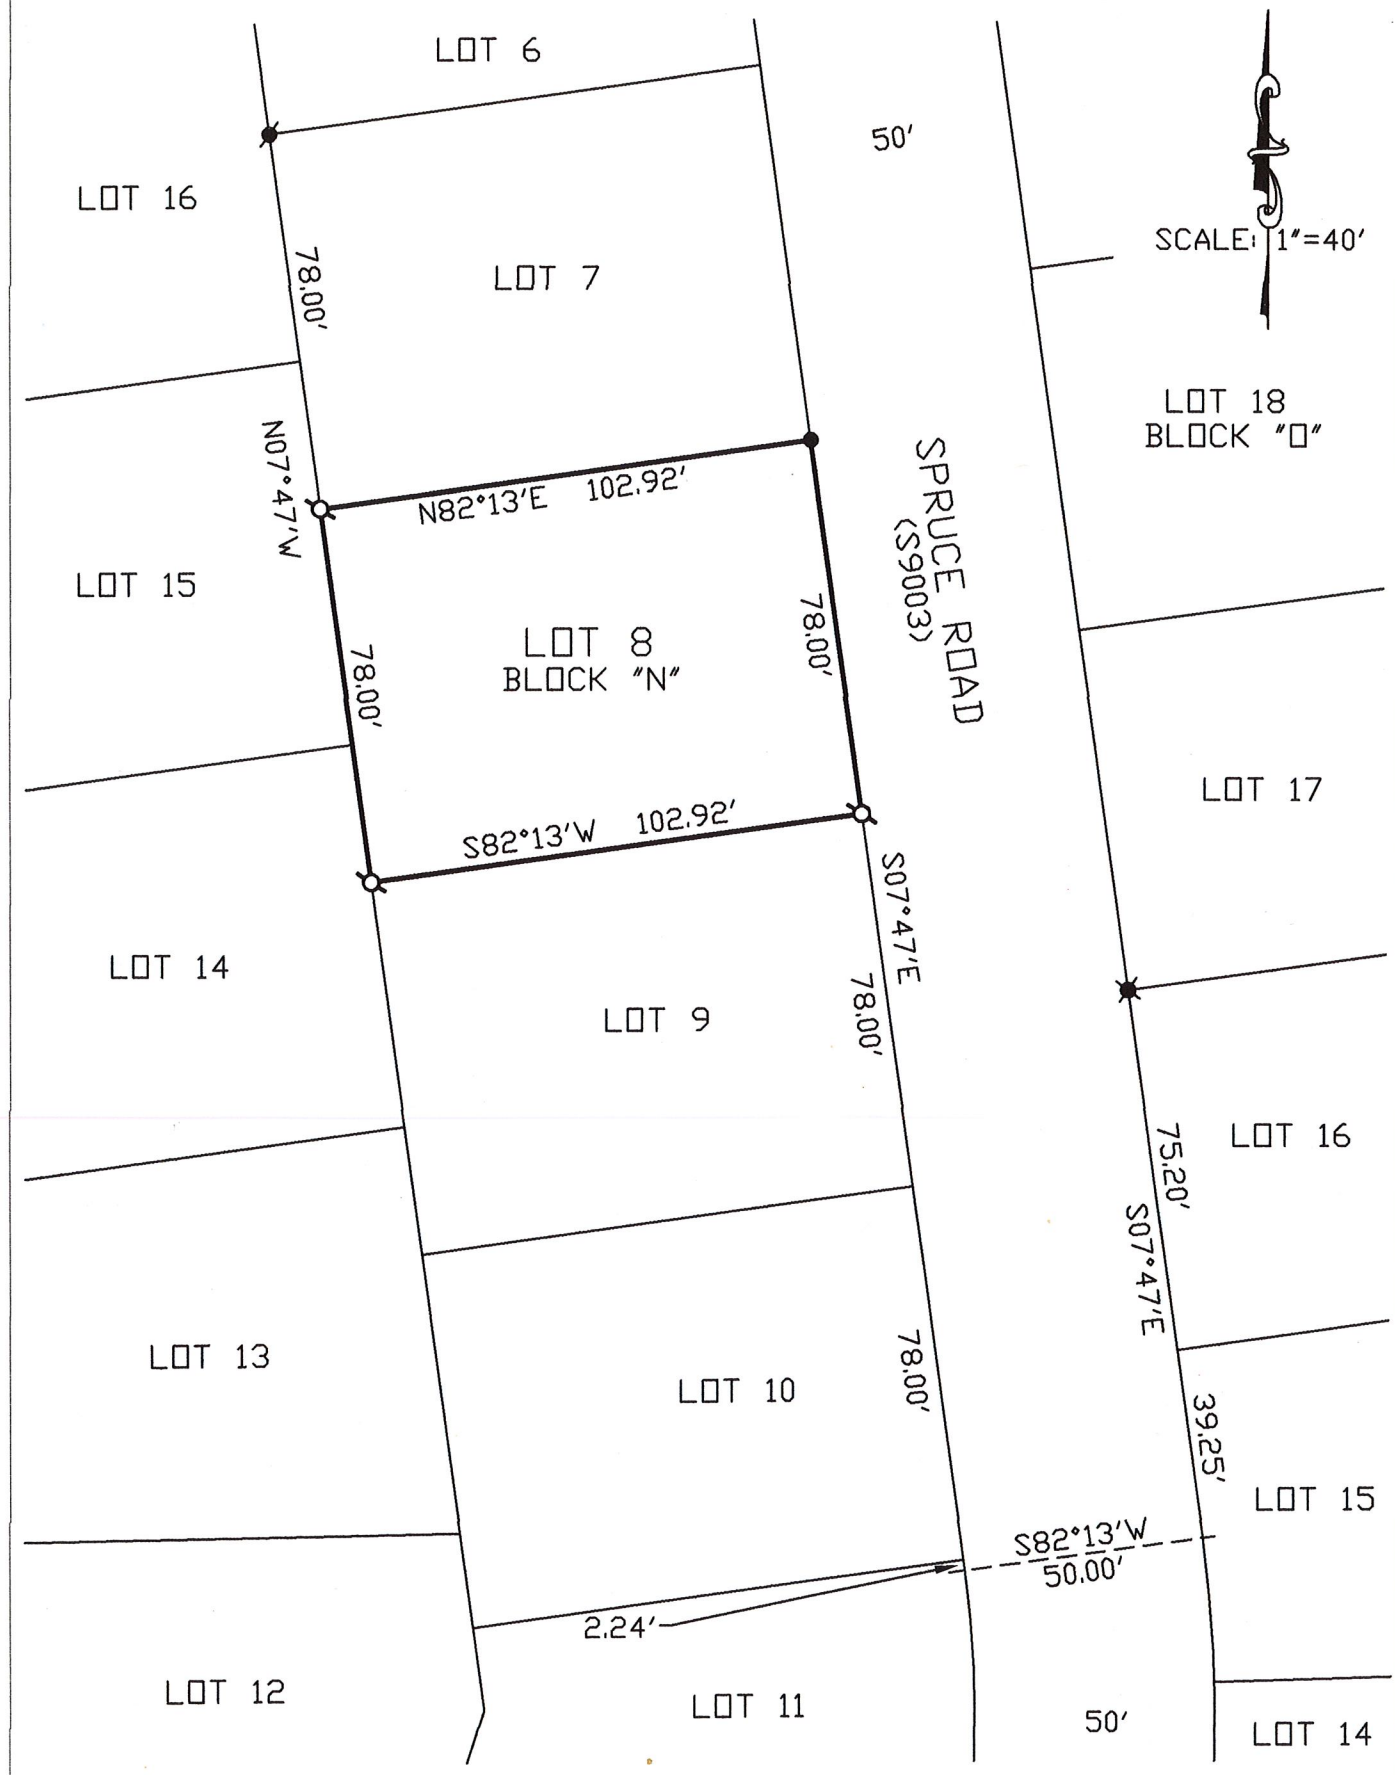 LOT 6
50'
LOT 16
SCALE: 1"=40'
78.00'
LOT 7
LOT 18
BLOCK "O"
N07°47'W
N82°13'E 102.92'
SPRUCE ROAD
(S9003)
LOT 15
78.00'
LOT 8
BLOCK "N"
78.00'
LOT 17
S82°13'W 102.92'
S07°47'E
LOT 14
LOT 9
78.00'
75.20'
LOT 16
S07°47'E
LOT 13
78.00'
LOT 10
39.25'
LOT 15
S82°13'W
50.00'
2.24'
LOT 12
LOT 11
50'
LOT 14